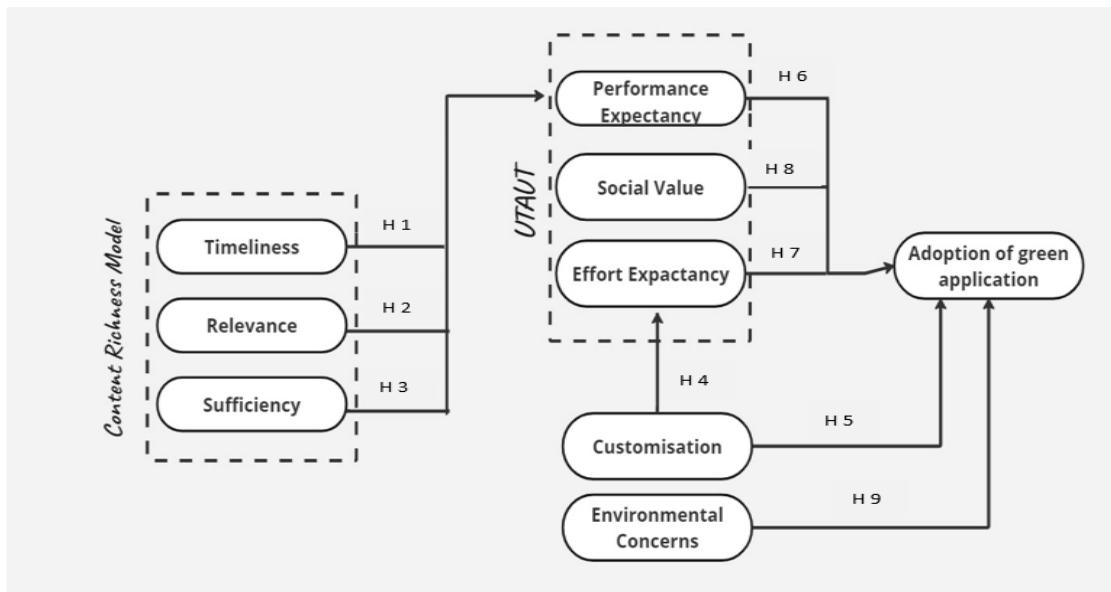 Content Richness Model
Timeliness
Relevance
Sufficiency
H 1
H 2
H 3
UTAUT
Performance
Expectancy
Social Value
Effort Expactancy
H 6
H 8
H 7
H 4
Customisation
Environmental
Concerns
H 5
H 9
Adoption of green
application